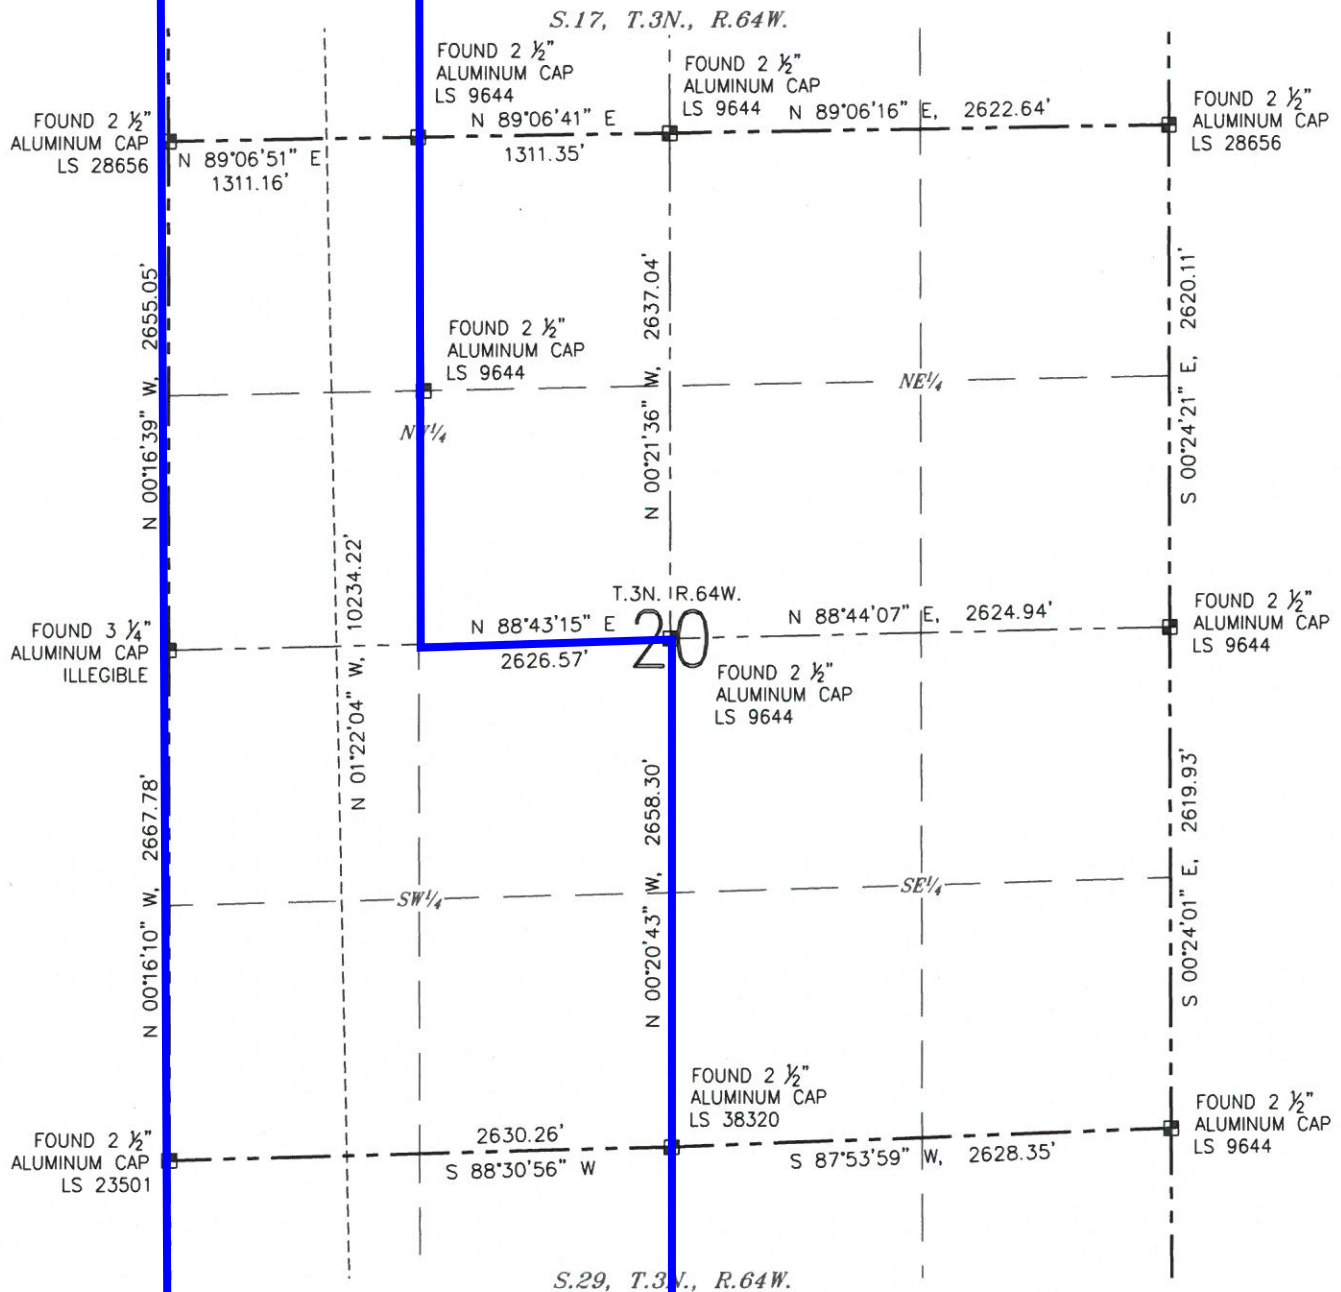 S.17, T.3N., R.64W.
FOUND 2 ½"
ALUMINUM CAP
LS 9644
FOUND 2 ½"
ALUMINUM CAP
LS 9644
FOUND 2 ½"
ALUMINUM CAP
LS 28656
FOUND 2 ½"
ALUMINUM CAP
LS 28656
N 89°06'51" E
1311.16'
N 89°06'41" E
1311.35'
N 89°06'16" E, 2622.64'
N 00°16'39" W, 2655.05'
FOUND 2 ½"
ALUMINUM CAP
LS 9644
N 00°21'36" W, 2637.04'
S 00°24'21" E, 2620.11'
NW¼
NE¼
N 01°22'04" W, 10234.22'
T.3N. R.64W.
20
FOUND 3 ¼"
ALUMINUM CAP
ILLEGIBLE
N 88°43'15" E
2626.57'
N 88°44'07" E, 2624.94'
FOUND 2 ½"
ALUMINUM CAP
LS 9644
FOUND 2 ½"
ALUMINUM CAP
LS 9644
N 00°16'10" W, 2667.78'
N 00°20'43" W, 2658.30'
S 00°24'01" E, 2619.93'
SW¼
SE¼
FOUND 2 ½"
ALUMINUM CAP
LS 38320
FOUND 2 ½"
ALUMINUM CAP
LS 23501
2630.26'
S 88°30'56" W
S 87°53'59" W, 2628.35'
FOUND 2 ½"
ALUMINUM CAP
LS 9644
S.29, T.3N., R.64W.